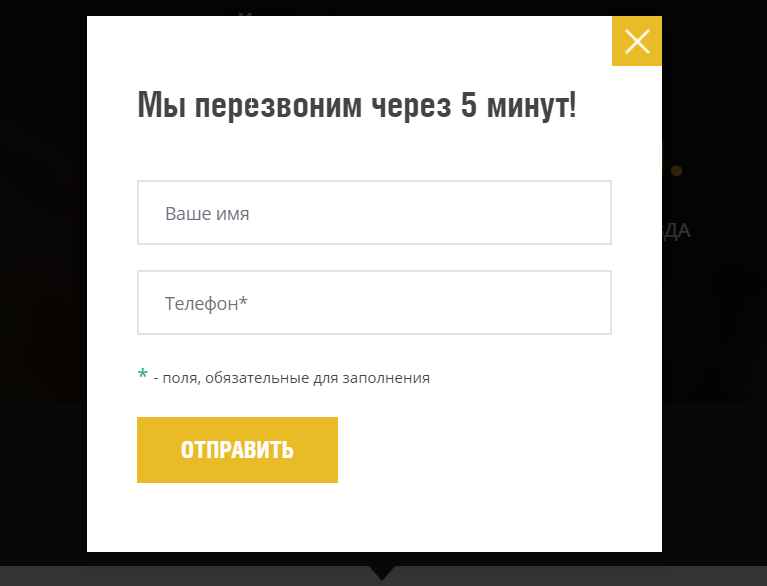 Мы перезвоним через 5 минут!
Ваше имя
Телефон*
* - поля, обязательные для заполнения
ОТПРАВИТЬ